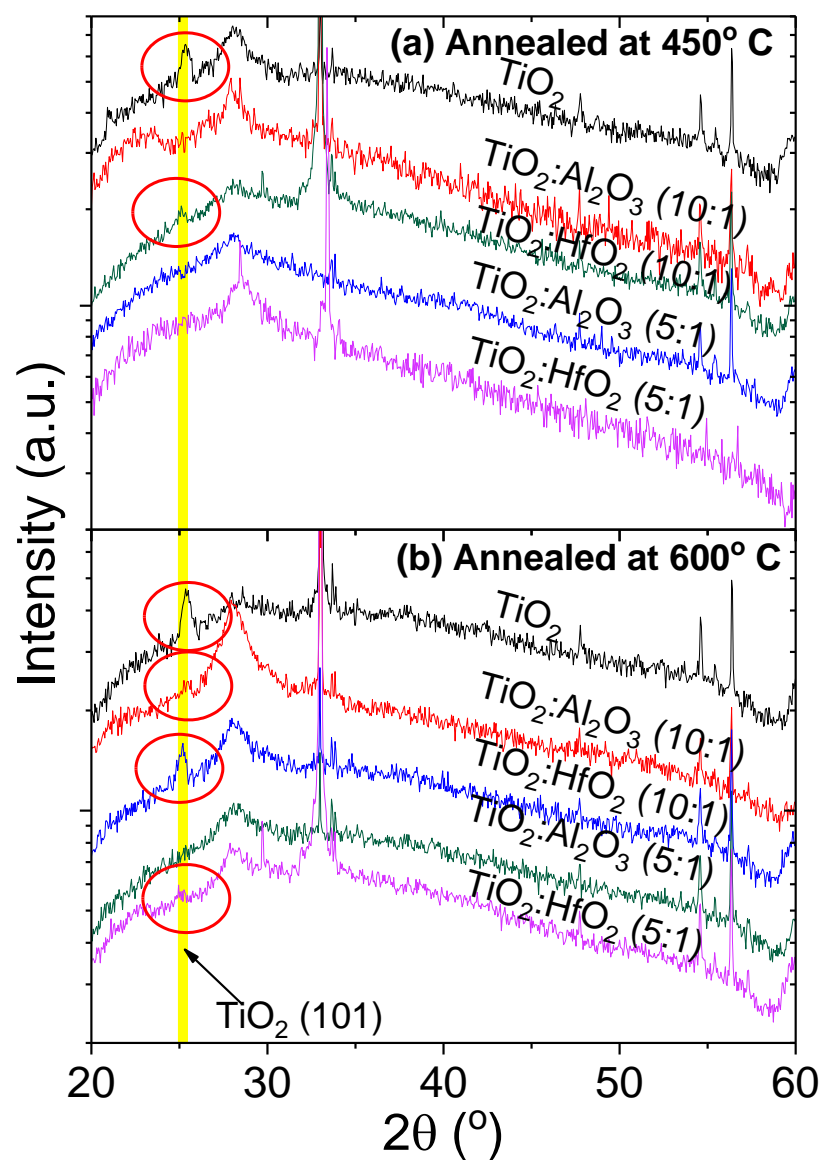 (a) Annealed at 450° C
TiO₂
TiO₂:Al₂O₃ (10:1)
TiO₂:HfO₂ (10:1)
TiO₂:Al₂O₃ (5:1)
TiO₂:HfO₂ (5:1)
(b) Annealed at 600° C
TiO₂
TiO₂:Al₂O₃ (10:1)
TiO₂:HfO₂ (10:1)
TiO₂:Al₂O₃ (5:1)
TiO₂:HfO₂ (5:1)
TiO₂ (101)
Intensity (a.u.)
20 30 40 50 60
2θ (°)